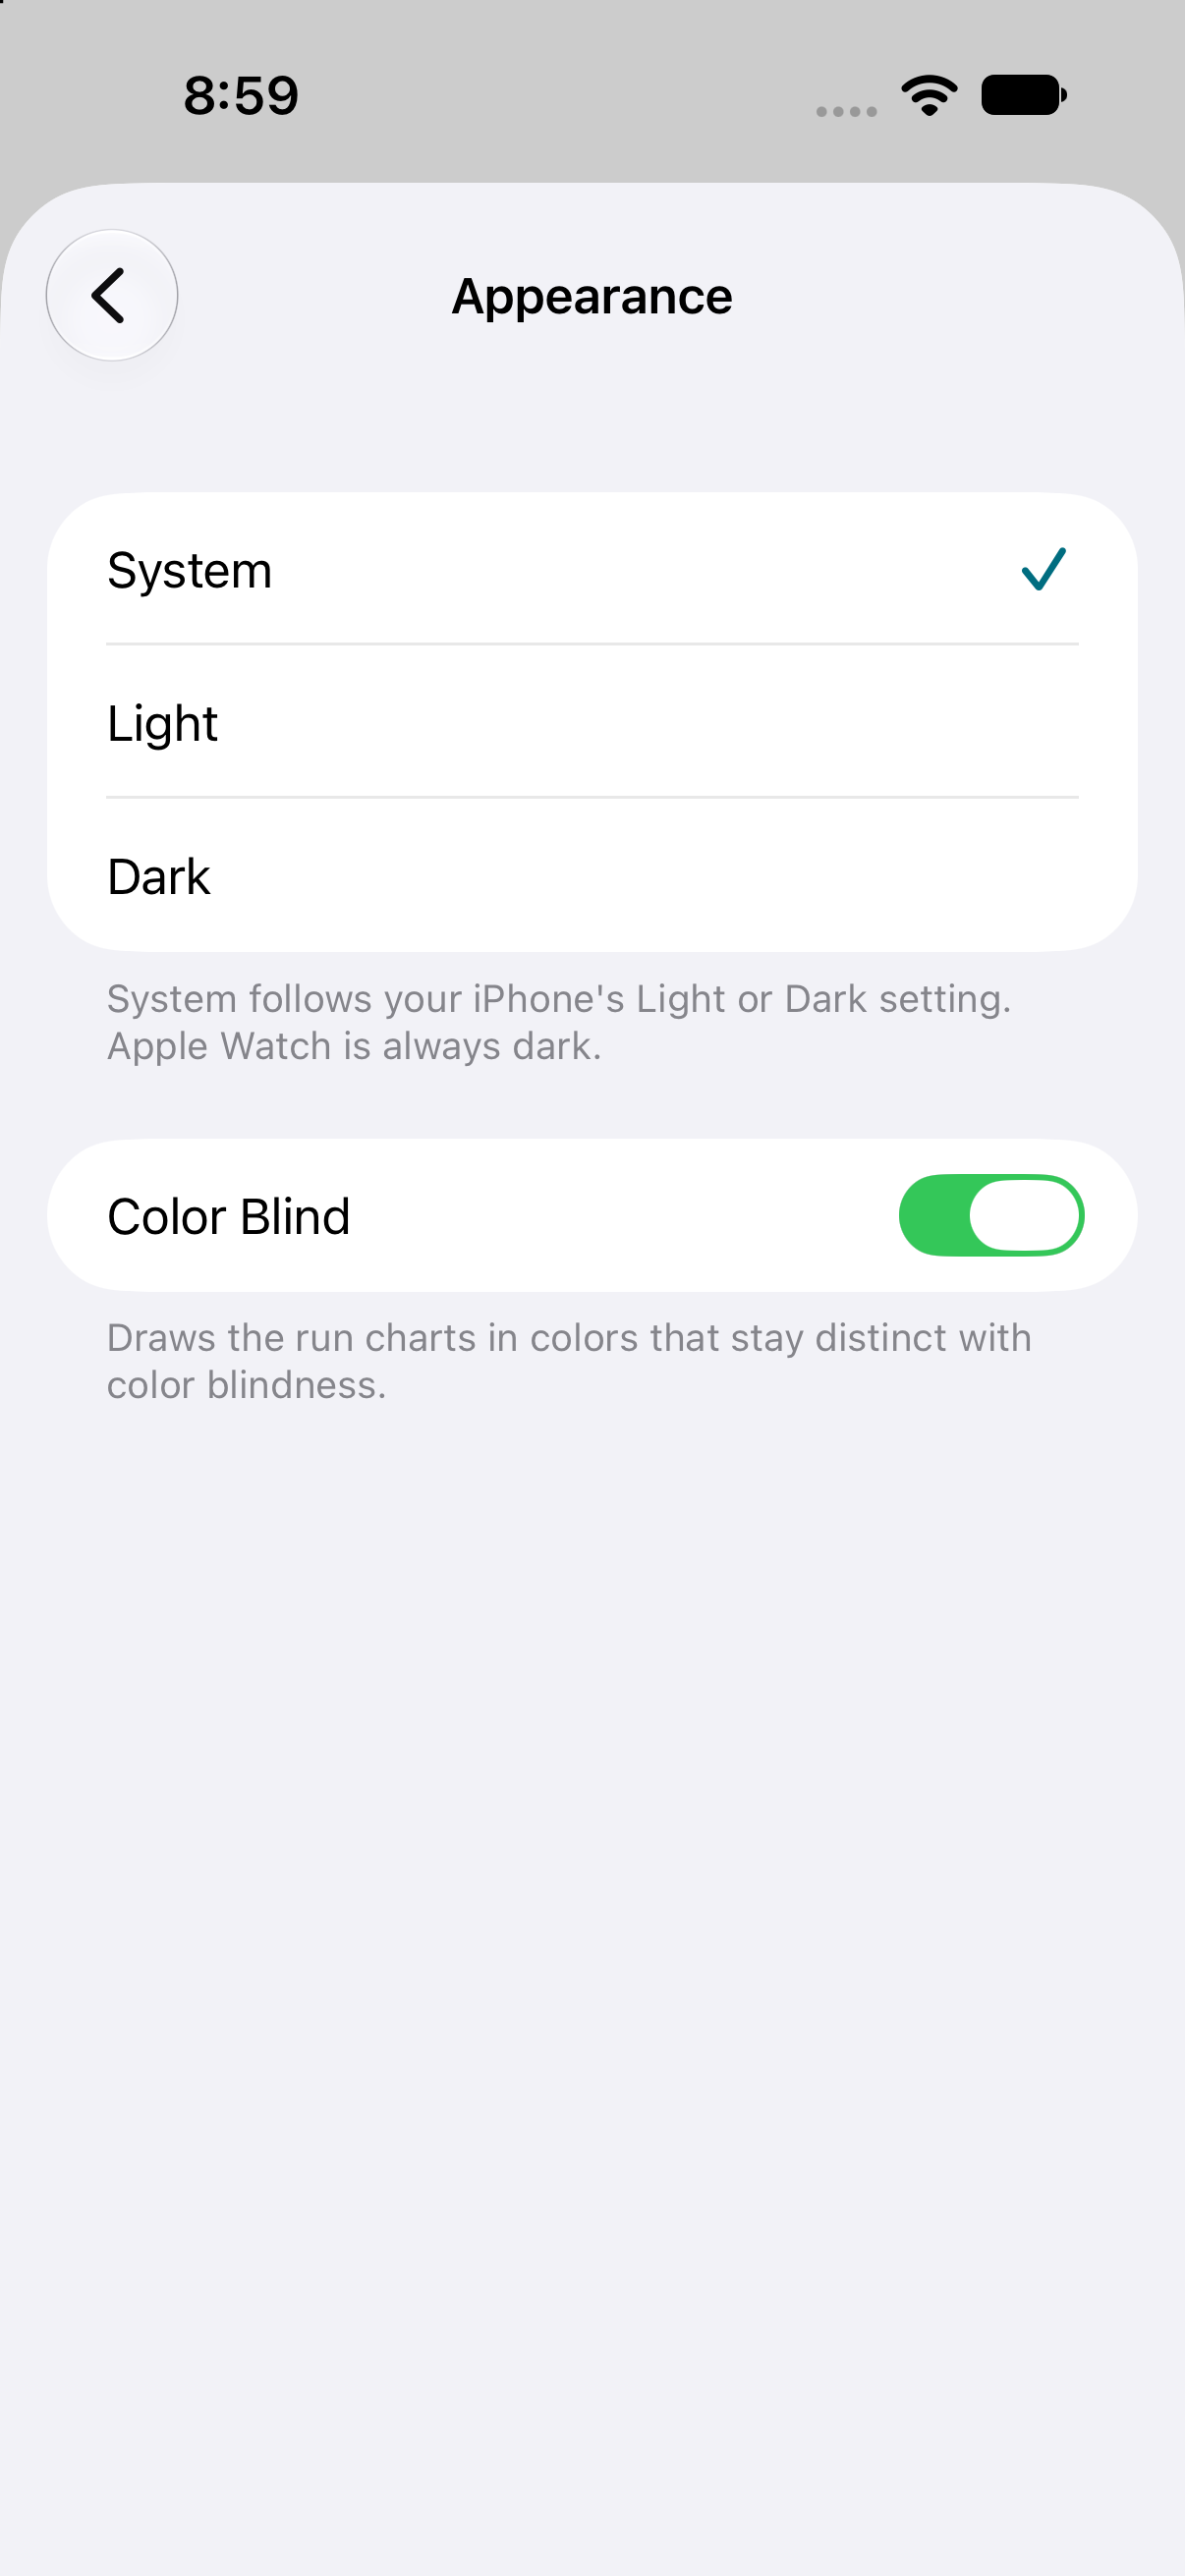 8:59
Appearance
System
Light
Dark
System follows your iPhone's Light or Dark setting.
Apple Watch is always dark.
Color Blind
Draws the run charts in colors that stay distinct with
color blindness.